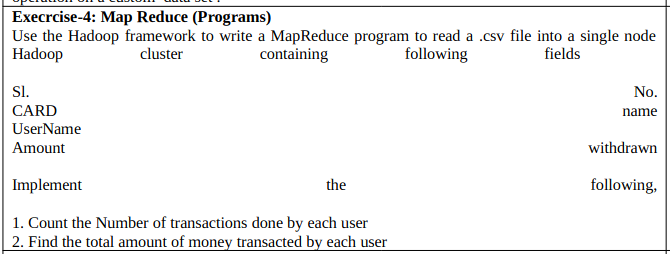 Execrcise-4: Map Reduce (Programs)
Use the Hadoop framework to write a MapReduce program to read a .csv file into a single node
Hadoop cluster containing following fields
Sl. No.
CARD name
UserName
Amount withdrawn
Implement the following,
1. Count the Number of transactions done by each user
2. Find the total amount of money transacted by each user